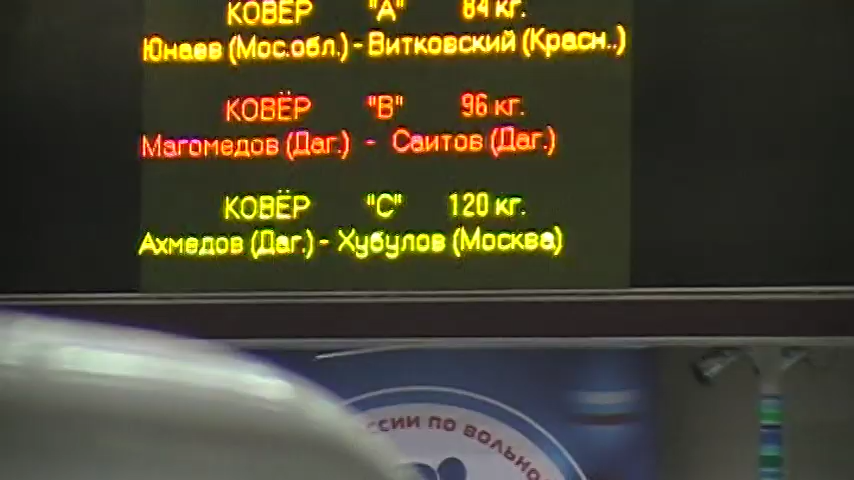 КОВЁР "А" 84 кг.
Юнаев (Мос.обл.) - Витковский (Красн..)
КОВЁР "В" 96 кг.
Магомедов (Даг.) - Саитов (Даг.)
КОВЁР "С" 120 кг.
Ахмедов (Даг.) - Хубулов (Москва)
ССИИ ПО ВОЛЬНО